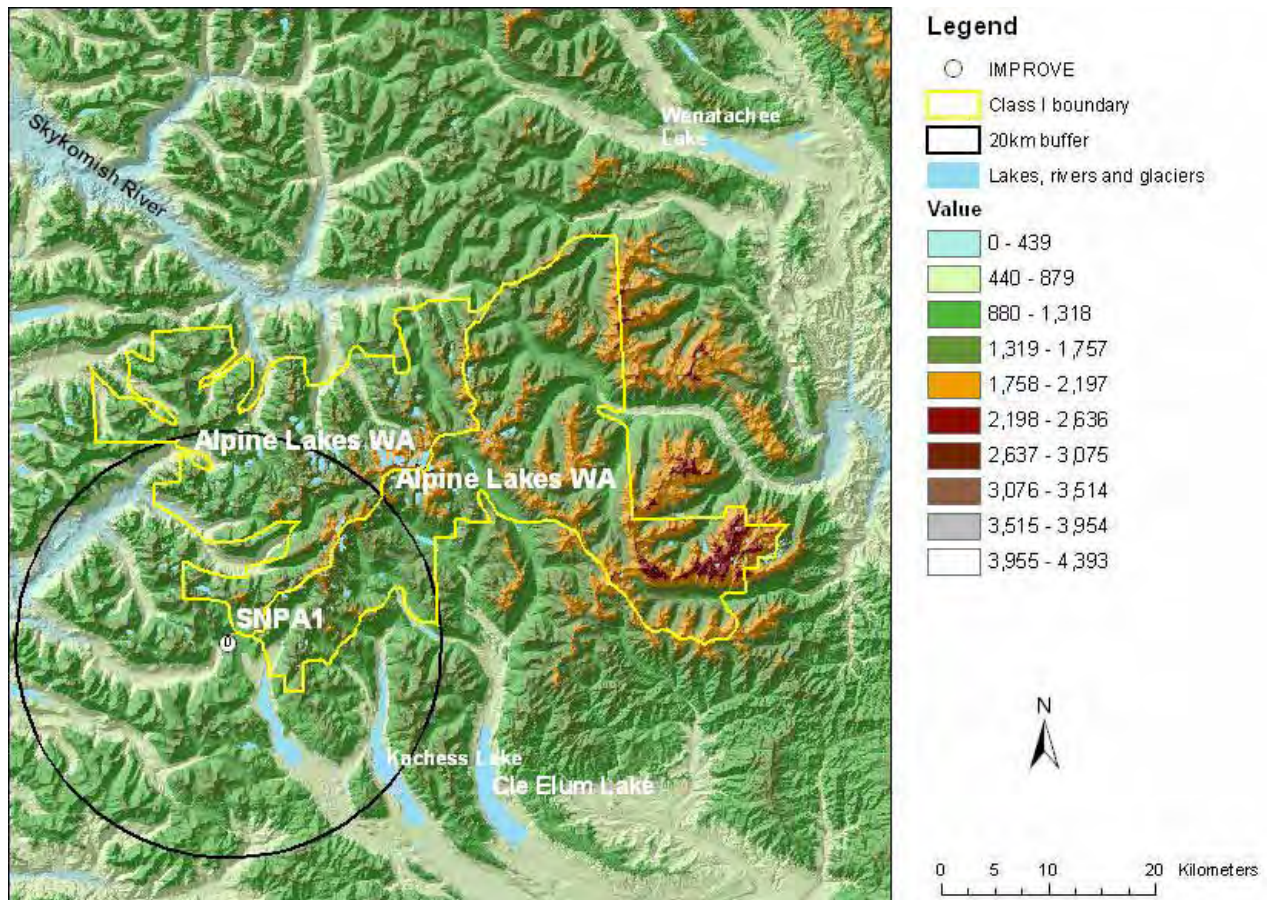 Skykomish River
Wenatachee
Lake
Alpine Lakes WA
Alpine Lakes WA
SNPA1
Kachess Lake
Cle Elum Lake
Legend
IMPROVE
Class I boundary
20km buffer
Lakes, rivers and glaciers
Value
0 - 439
440 - 879
880 - 1,318
1,319 - 1,757
1,758 - 2,197
2,198 - 2,636
2,637 - 3,075
3,076 - 3,514
3,515 - 3,954
3,955 - 4,393
N
0 5 10 20 Kilometers